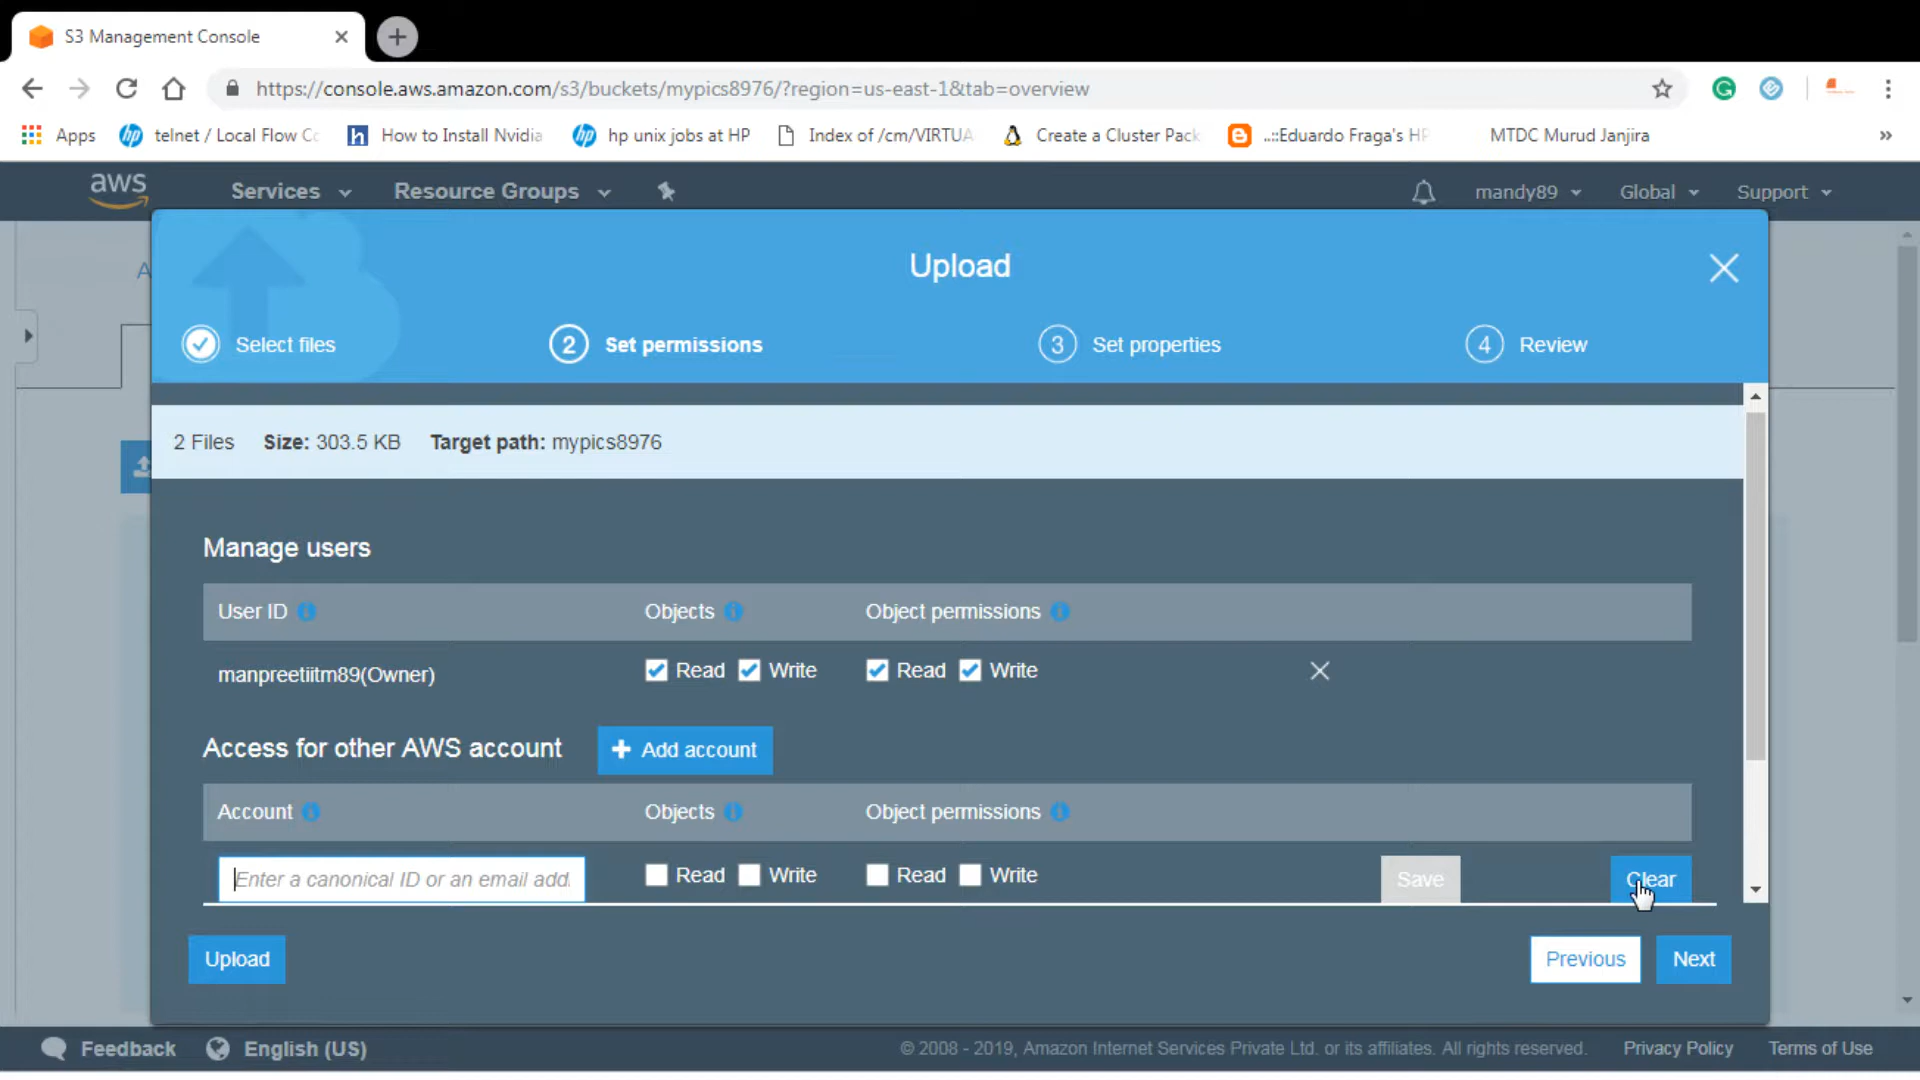 S3 Management Console
https://console.aws.amazon.com/s3/buckets/mypics8976/?region=us-east-1&tab=overview
Apps telnet / Local Flow Co How to Install Nvidia hp unix jobs at HP Index of /cm/VIRTUA Create a Cluster Pack ..::Eduardo Fraga's HP MTDC Murud Janjira »
aws Services Resource Groups mandy89 Global Support
A
Upload
Select files 2 Set permissions 3 Set properties 4 Review
2 Files Size: 303.5 KB Target path: mypics8976
Manage users
User ID Objects Object permissions
manpreetiitm89(Owner) Read Write Read Write
Access for other AWS account + Add account
Account Objects Object permissions
Enter a canonical ID or an email add Read Write Read Write Save Clear
Upload Previous Next
Feedback English (US) © 2008 - 2019, Amazon Internet Services Private Ltd. or its affiliates. All rights reserved. Privacy Policy Terms of Use